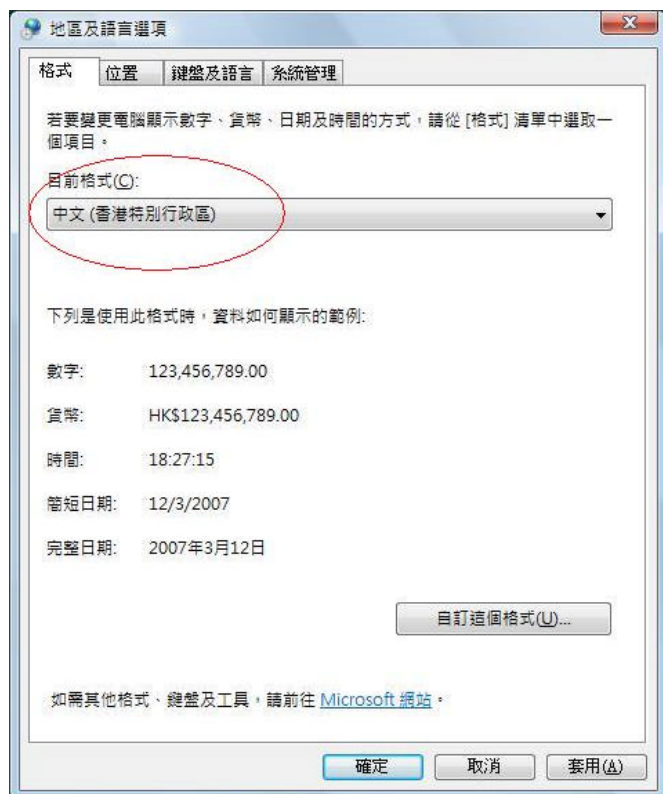 地區及語言選項
格式 位置 鍵盤及語言 系統管理
若要變更電腦顯示數字、貨幣、日期及時間的方式，請從 [格式] 清單中選取一
個項目。
目前格式(C):
中文 (香港特別行政區)
下列是使用此格式時，資料如何顯示的範例:
數字: 123,456,789.00
貨幣: HK$123,456,789.00
時間: 18:27:15
簡短日期: 12/3/2007
完整日期: 2007年3月12日
自訂這個格式(U)...
如需其他格式、鍵盤及工具，請前往 Microsoft 網站。
確定 取消 套用(A)